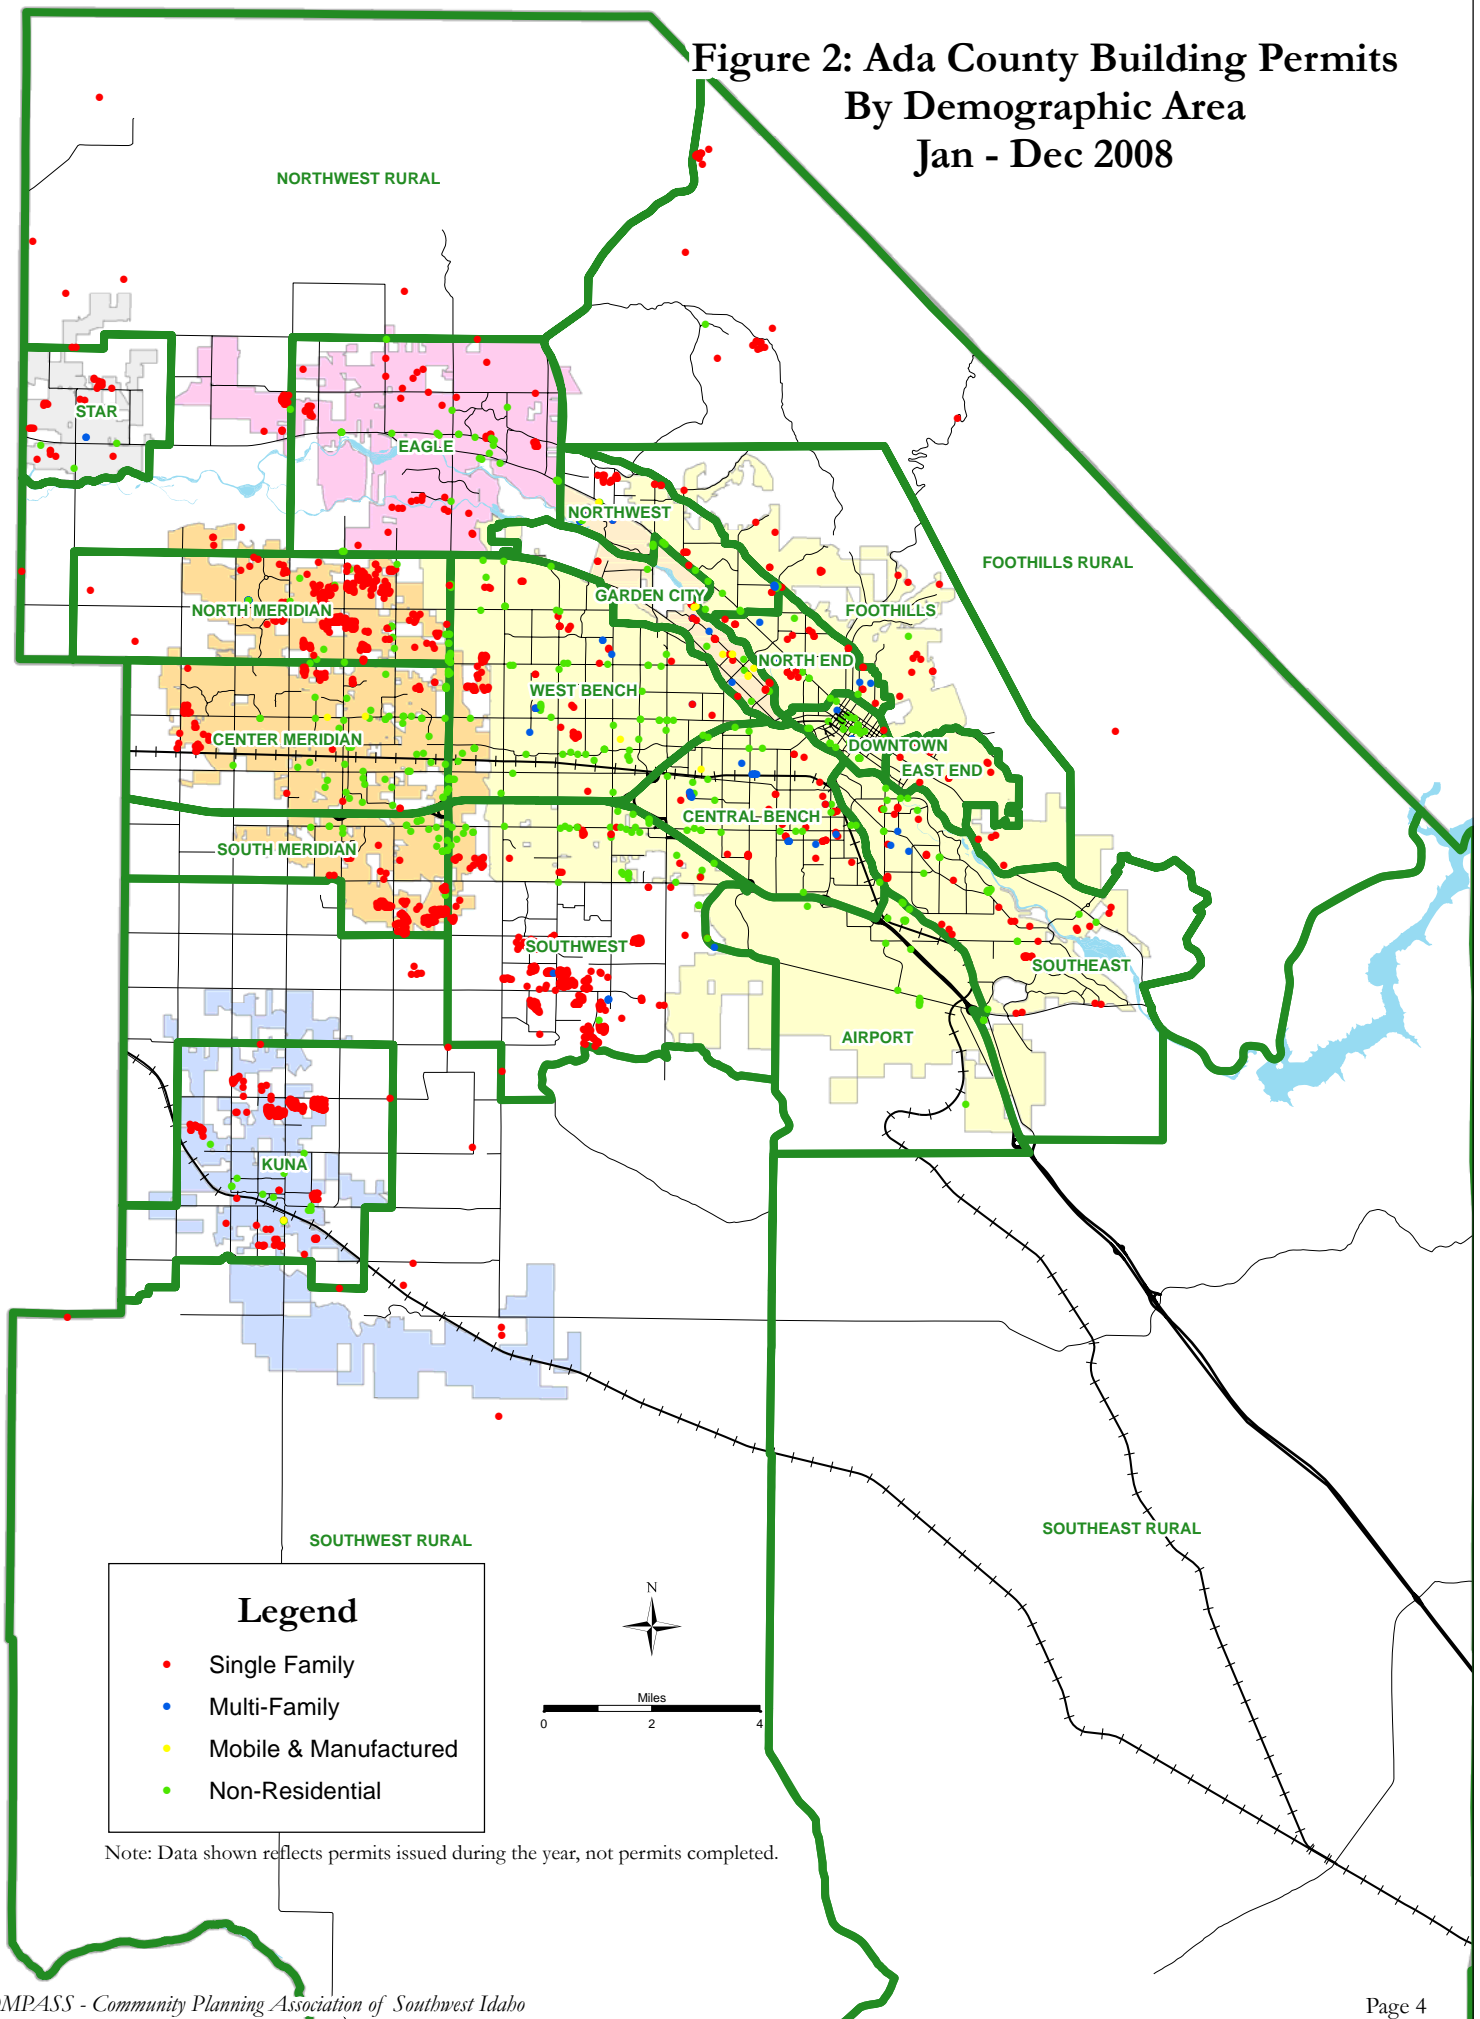 Figure 2: Ada County Building Permits
By Demographic Area
Jan - Dec 2008
NORTHWEST RURAL
STAR
EAGLE
NORTHWEST
FOOTHILLS RURAL
GARDEN CITY
NORTH MERIDIAN
FOOTHILLS
NORTH END
WEST BENCH
CENTER MERIDIAN
DOWNTOWN
EAST END
CENTRAL BENCH
SOUTH MERIDIAN
SOUTHWEST
SOUTHEAST
AIRPORT
KUNA
SOUTHWEST RURAL
SOUTHEAST RURAL
Legend
Single Family
Multi-Family
Mobile & Manufactured
Non-Residential
N
Miles
0 2 4
Note: Data shown reflects permits issued during the year, not permits completed.
MPASS - Community Planning Association of Southwest Idaho
Page 4